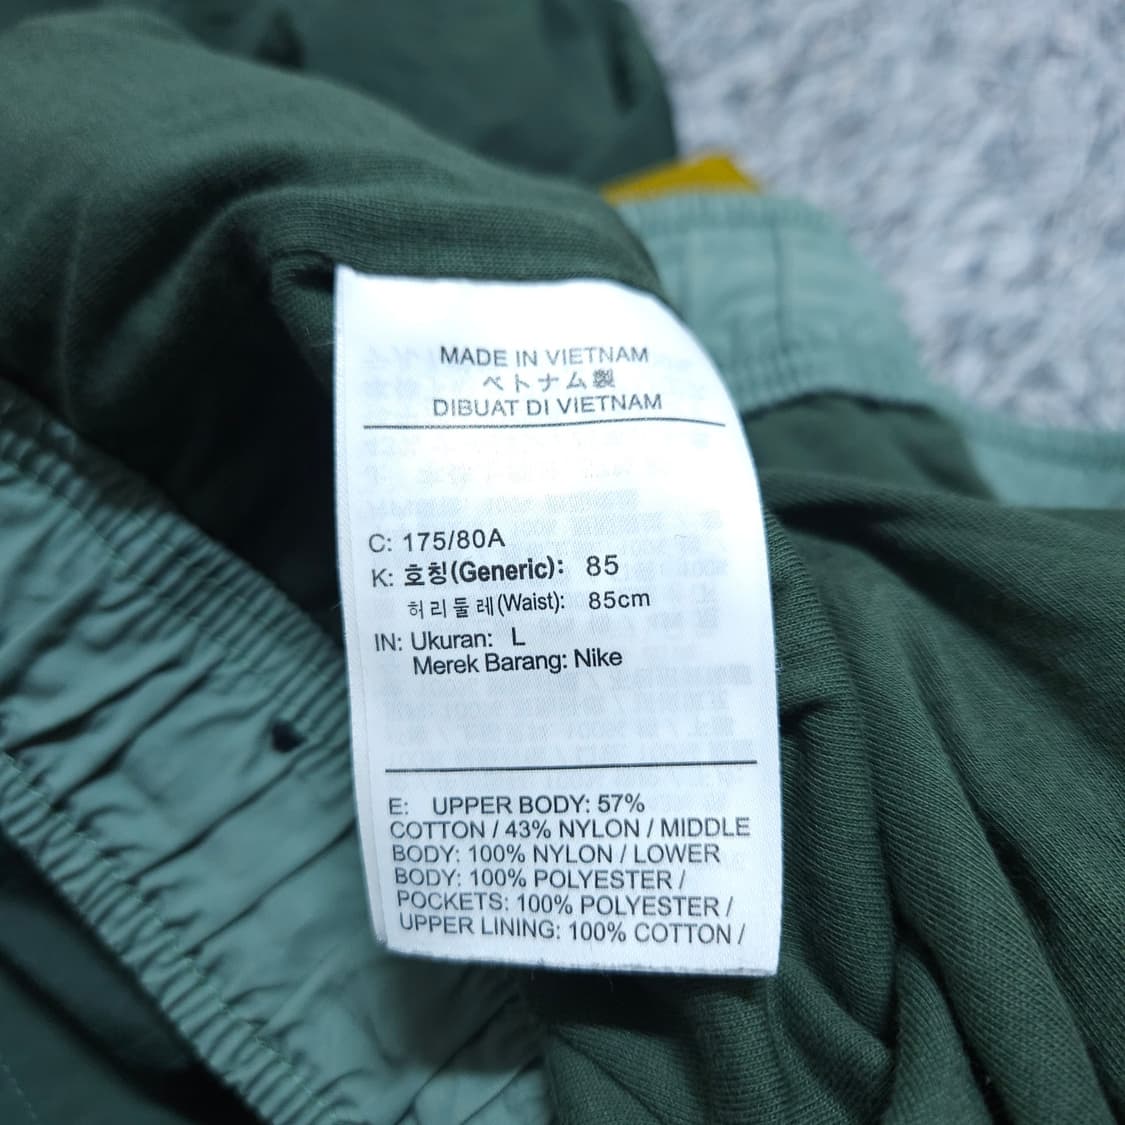 MADE IN VIETNAM
ベトナム製
DIBUAT DI VIETNAM
C: 175/80A
K: 호칭(Generic): 85
허리둘레(Waist): 85cm
IN: Ukuran: L
Merek Barang: Nike
E: UPPER BODY: 57%
COTTON / 43% NYLON / MIDDLE
BODY: 100% NYLON / LOWER
BODY: 100% POLYESTER /
POCKETS: 100% POLYESTER /
UPPER LINING: 100% COTTON /